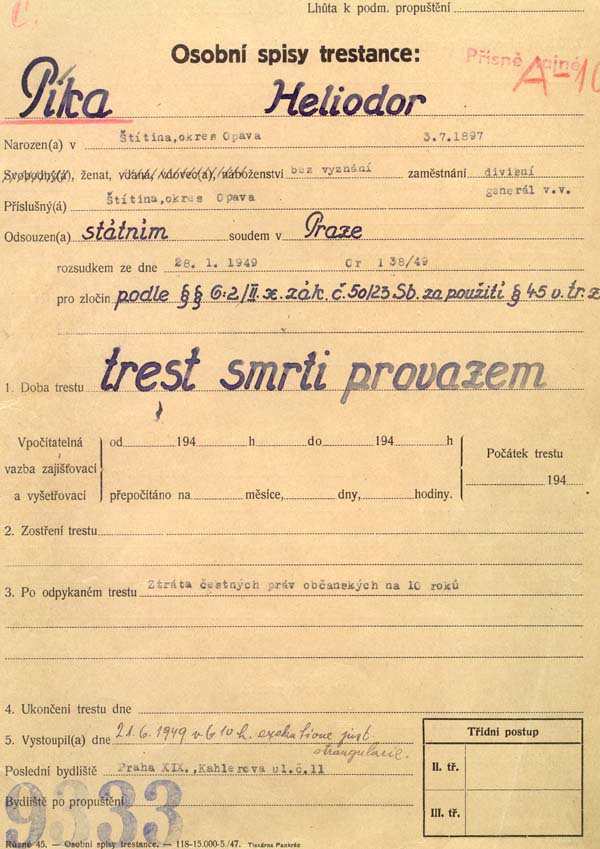 Lhůta k podm. propuštění
Osobní spisy trestance:
Přísně tajné
A-10
Píka Heliodor
Narozen(a) v Štítina,okres Opava 3.7.1897
Svobodný(á), ženat, vdaná, vdovec(a), náboženství bez vyznání zaměstnání divisní
generál v.v.
Příslušný(á) Štítina,okres Opava
Odsouzen(a) státním soudem v Praze
rozsudkem ze dne 28. 1. 1949 Or I 38/49
pro zločin podle §§ 6:2/II. x. zák. č. 50/23 Sb. za použití § 45 v. tr. z
1. Doba trestu trest smrti provazem
Vpočítatelná
vazba zajišťovací
a vyšetřovací
od 194 h do 194 h
přepočítáno na měsíce, dny, hodiny.
Počátek trestu
194
2. Zostření trestu
3. Po odpykaném trestu Ztráta čestných práv občanských na 10 roků
4. Ukončení trestu dne
5. Vystoupil(a) dne 21.6.1949 v 6 10 h.
strangulacie.
Poslední bydliště Praha XIX.,Kahlerova ul.č.11
Bydliště po propuštění
9333
Třídní postup
II. tř.
III. tř.
Různé 45. — Osobní spisy trestance. — 118-15.000-5./47. Tiskárna Pankrác